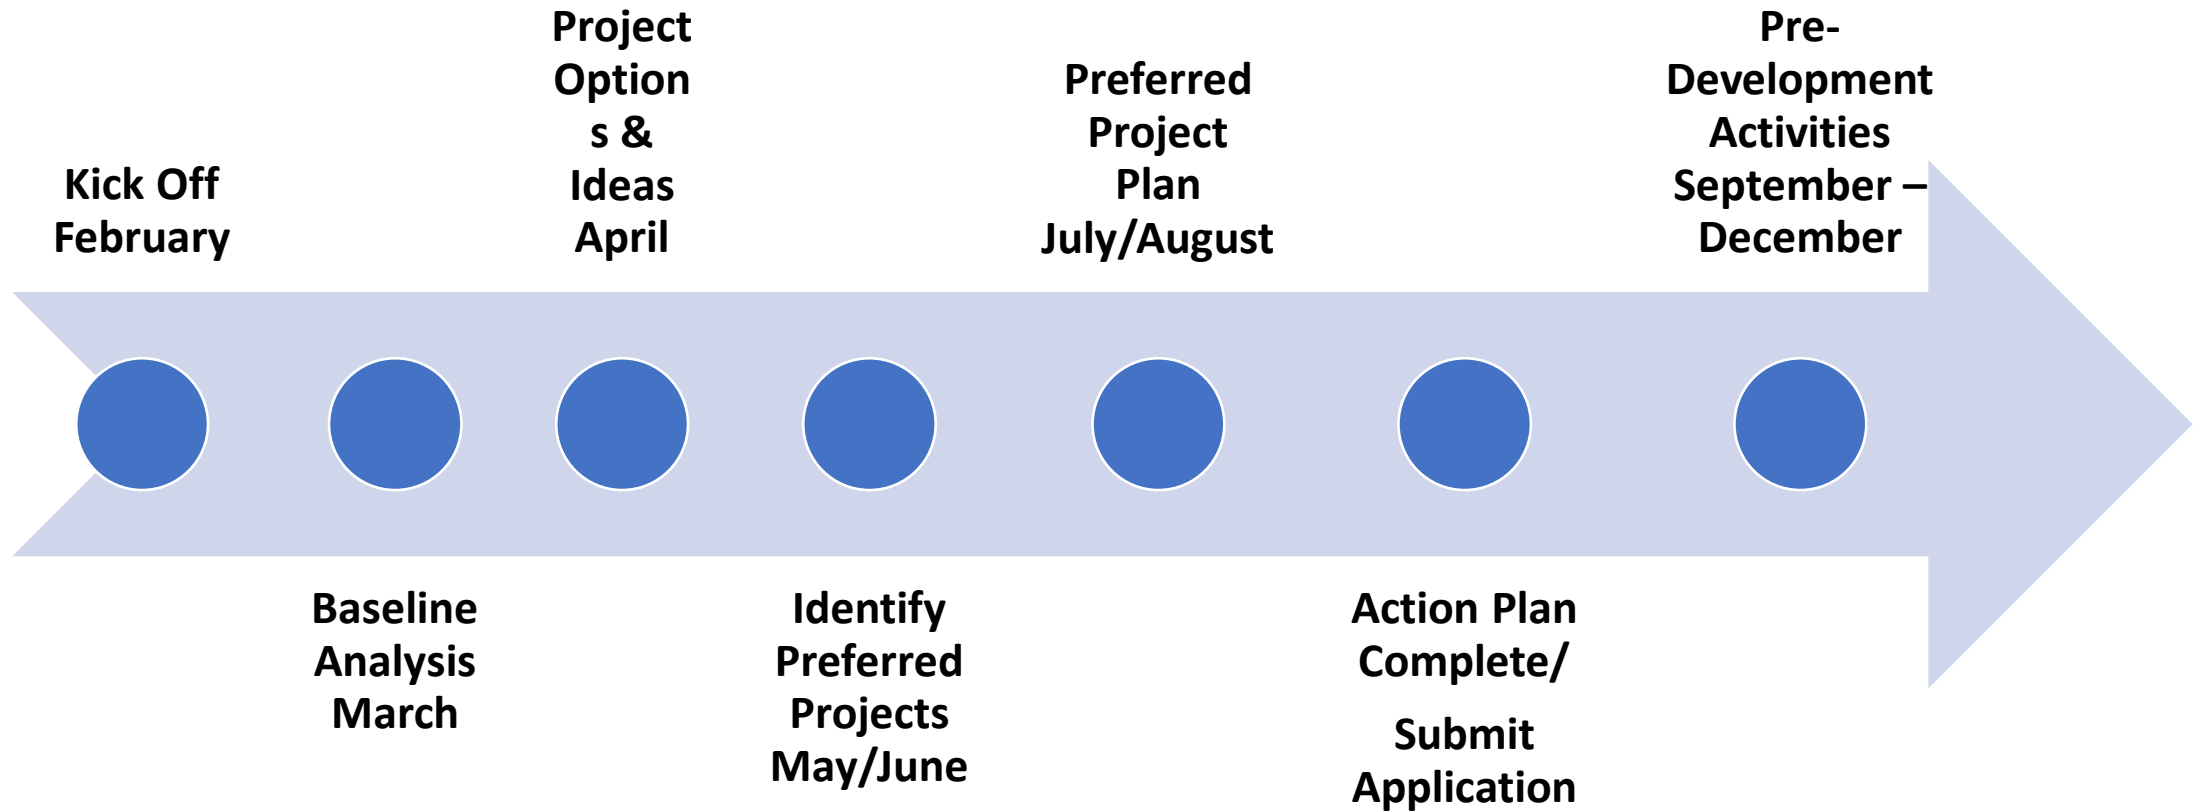 Kick Off
February
Baseline
Analysis
March
Project
Option
s &
Ideas
April
Identify
Preferred
Projects
May/June
Preferred
Project
Plan
July/August
Action Plan
Complete/
Submit
Application
Pre-
Development
Activities
September –
December